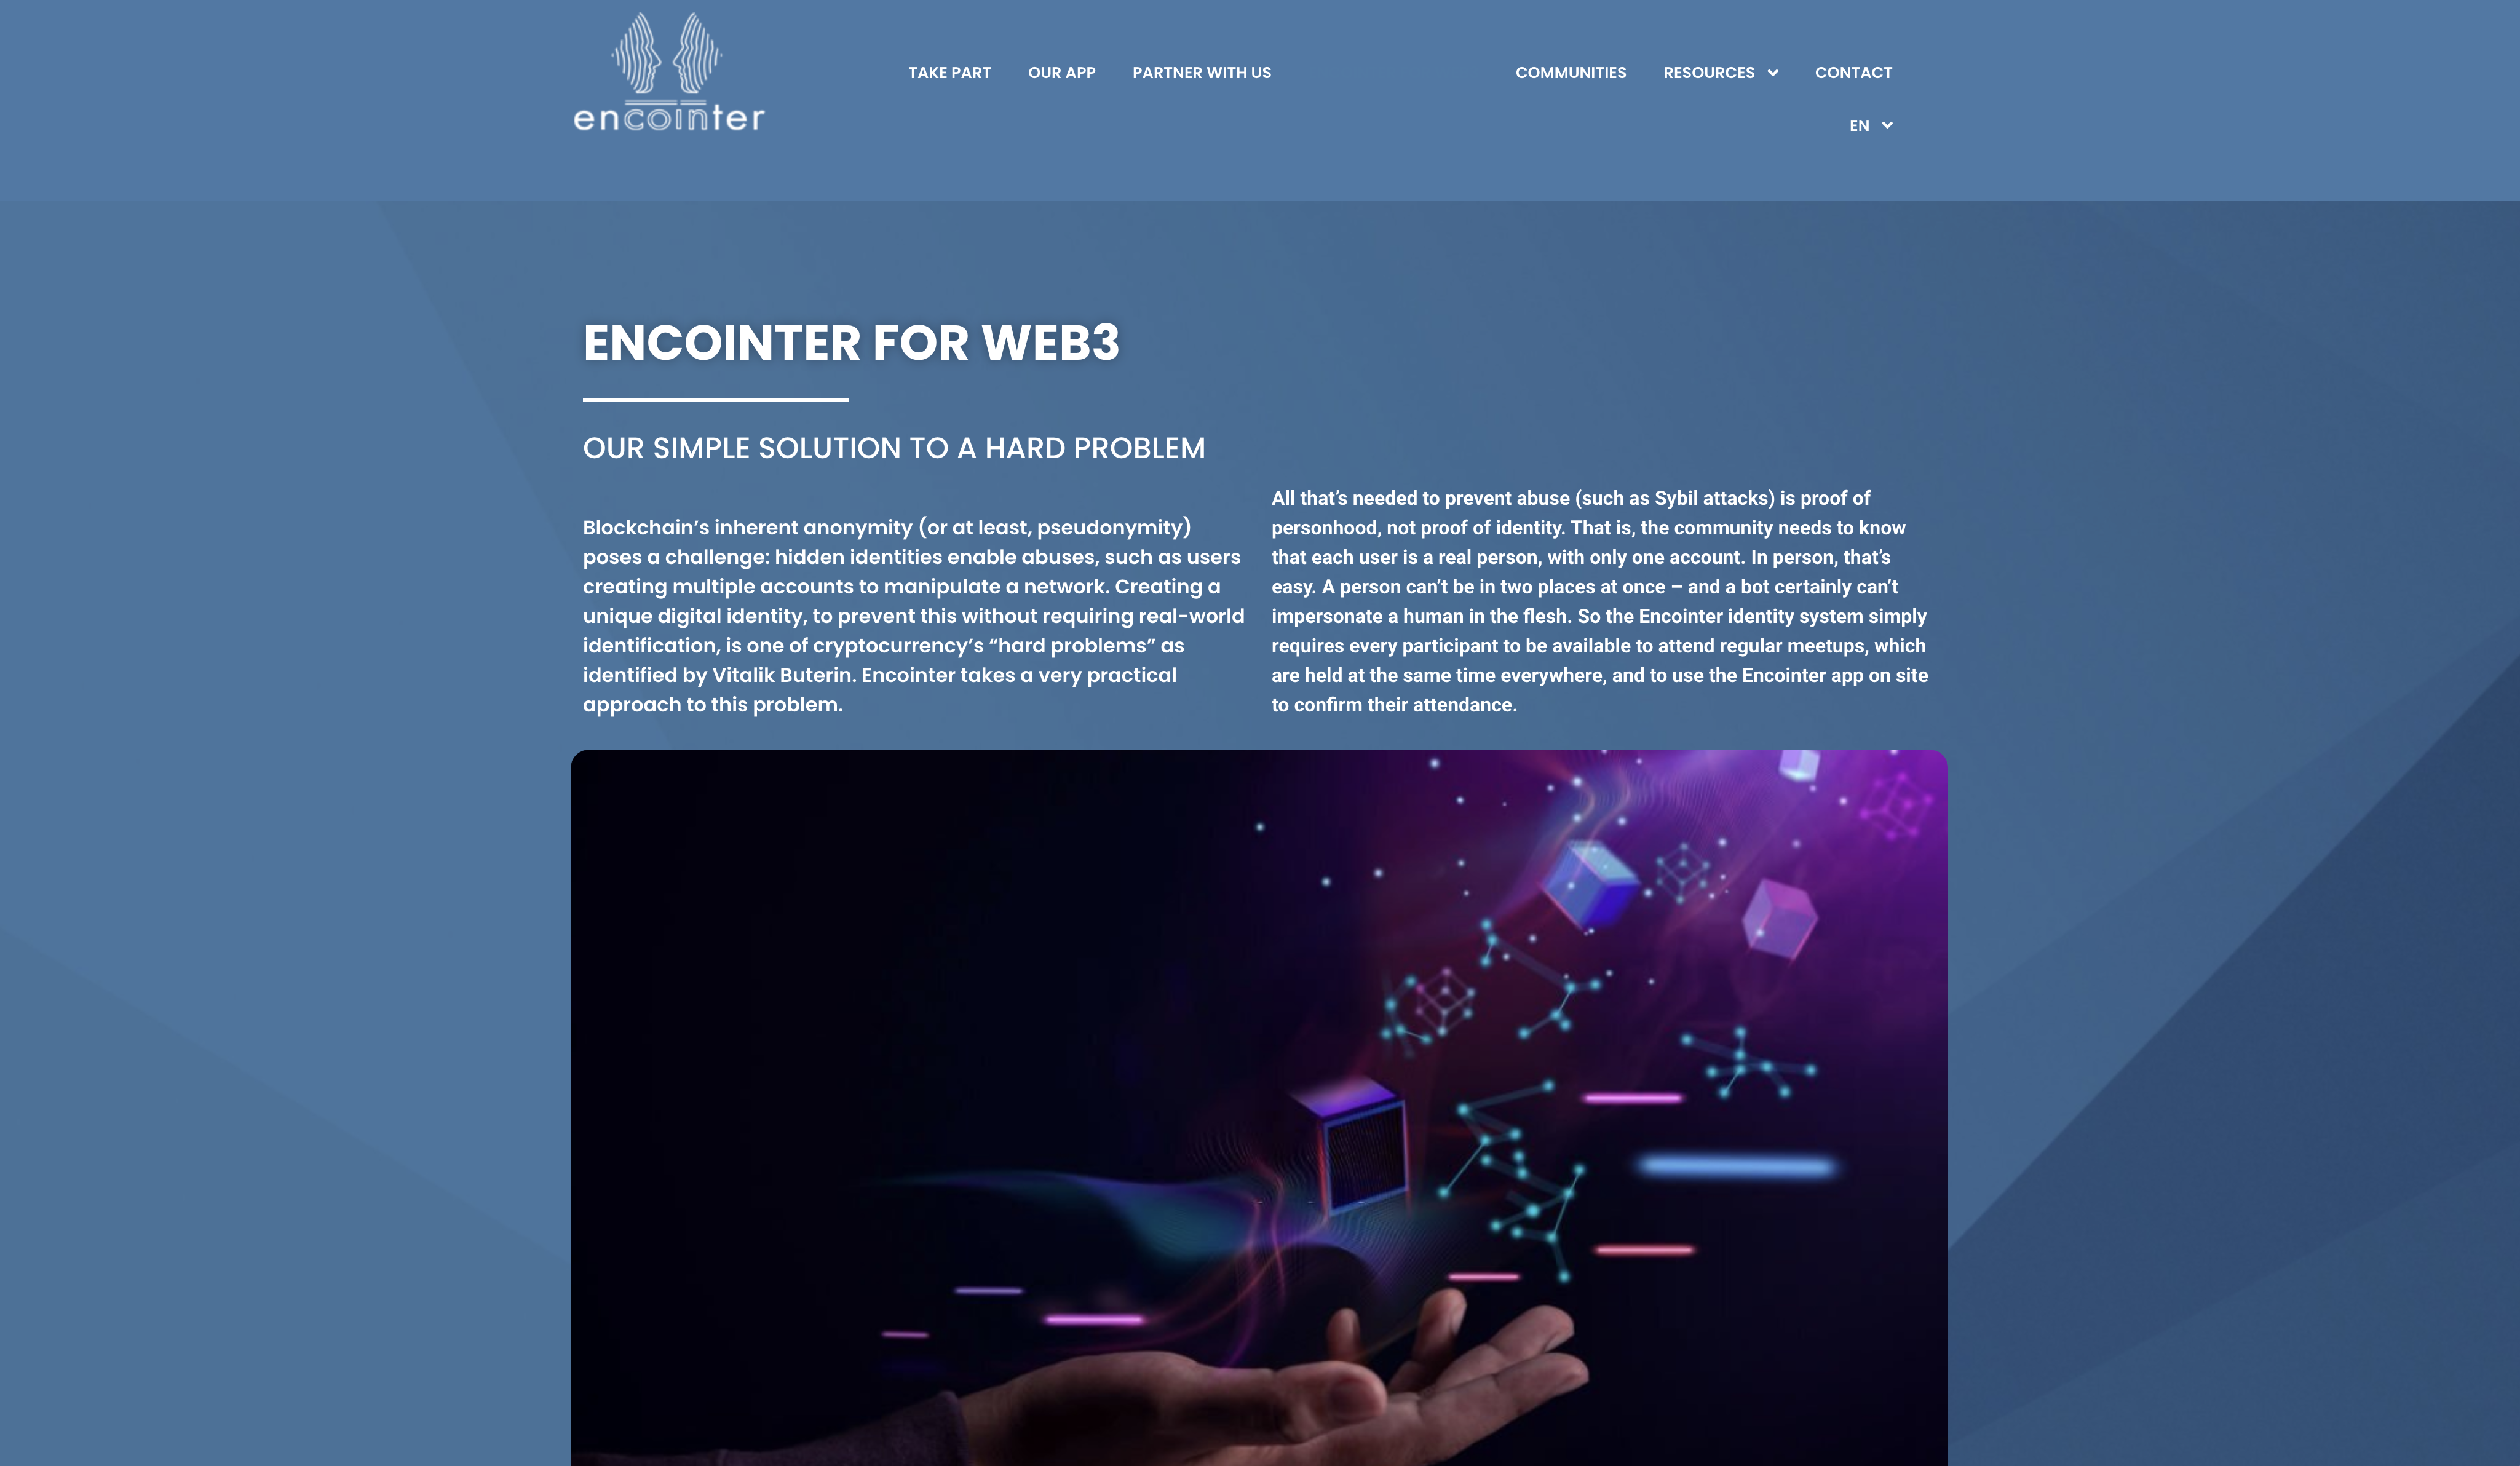 encointer
TAKE PART
OUR APP
PARTNER WITH US
COMMUNITIES
RESOURCES
CONTACT
EN
ENCOINTER FOR WEB3
OUR SIMPLE SOLUTION TO A HARD PROBLEM
Blockchain’s inherent anonymity (or at least, pseudonymity)
poses a challenge: hidden identities enable abuses, such as users
creating multiple accounts to manipulate a network. Creating a
unique digital identity, to prevent this without requiring real-world
identification, is one of cryptocurrency’s “hard problems” as
identified by Vitalik Buterin. Encointer takes a very practical
approach to this problem.
All that’s needed to prevent abuse (such as Sybil attacks) is proof of
personhood, not proof of identity. That is, the community needs to know
that each user is a real person, with only one account. In person, that’s
easy. A person can’t be in two places at once – and a bot certainly can’t
impersonate a human in the flesh. So the Encointer identity system simply
requires every participant to be available to attend regular meetups, which
are held at the same time everywhere, and to use the Encointer app on site
to confirm their attendance.